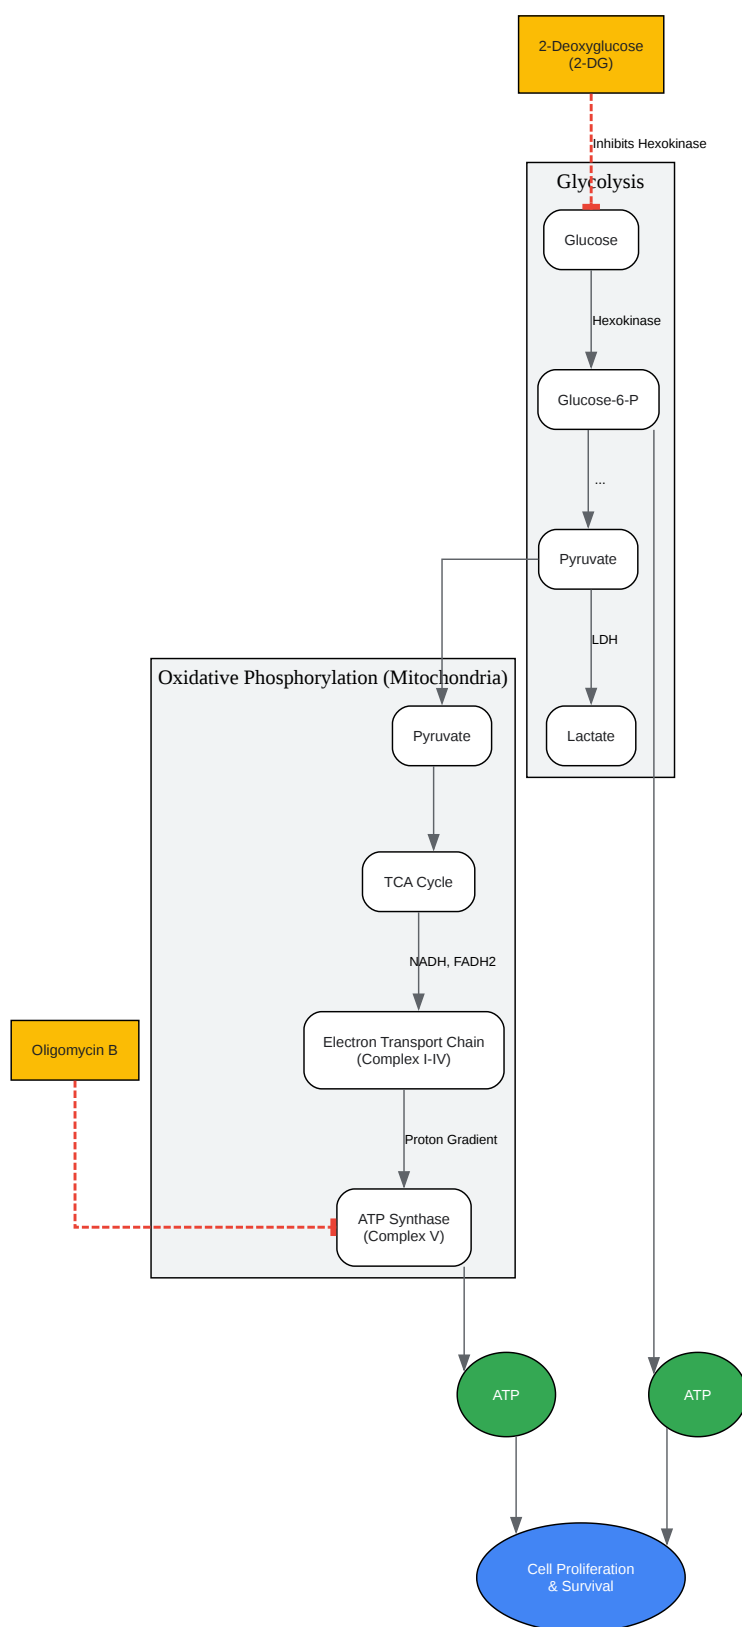 2-Deoxyglucose
(2-DG)
Inhibits Hexokinase
Glycolysis
Glucose
Hexokinase
Glucose-6-P
...
Pyruvate
LDH
Oxidative Phosphorylation (Mitochondria)
Pyruvate
Lactate
TCA Cycle
NADH, FADH2
Oligomycin B
Electron Transport Chain
(Complex I-IV)
Proton Gradient
ATP Synthase
(Complex V)
ATP
ATP
Cell Proliferation
& Survival